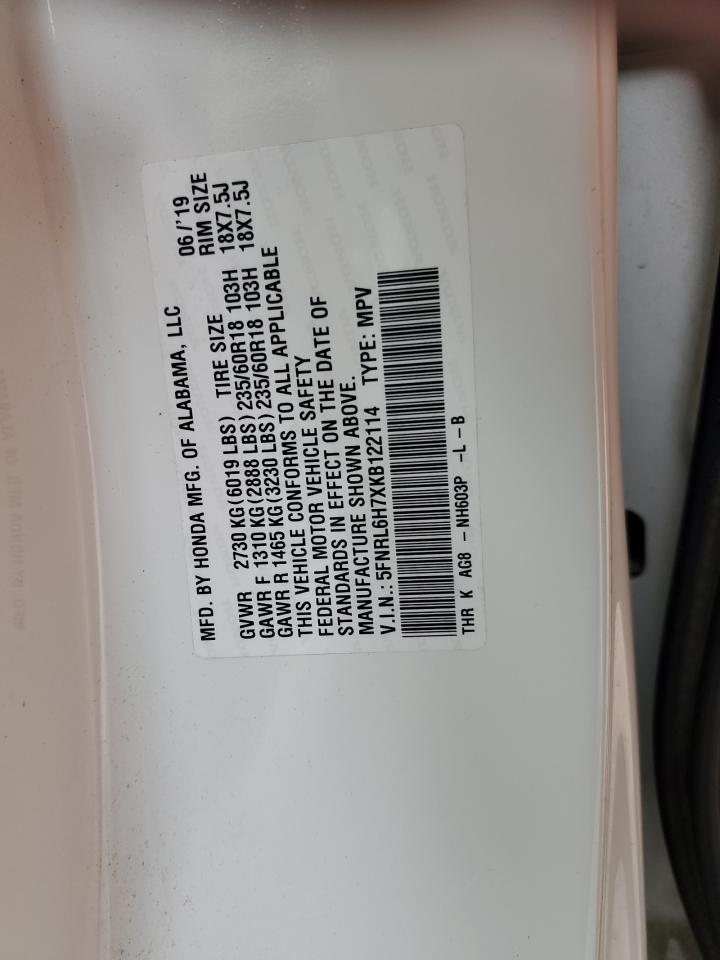 MFD. BY HONDA MFG. OF ALABAMA, LLC 06/'19
GVWR 2730 KG(6019 LBS) TIRE SIZE RIM SIZE
GAWR F 1310 KG(2888 LBS) 235/60R18 103H 18X7.5J
GAWR R 1465 KG(3230 LBS) 235/60R18 103H 18X7.5J
THIS VEHICLE CONFORMS TO ALL APPLICABLE
FEDERAL MOTOR VEHICLE SAFETY
STANDARDS IN EFFECT ON THE DATE OF
MANUFACTURE SHOWN ABOVE.
V.I.N.: 5FNRL6H7XKB122114 TYPE: MPV
THR K AG8 - NH603P -L-B